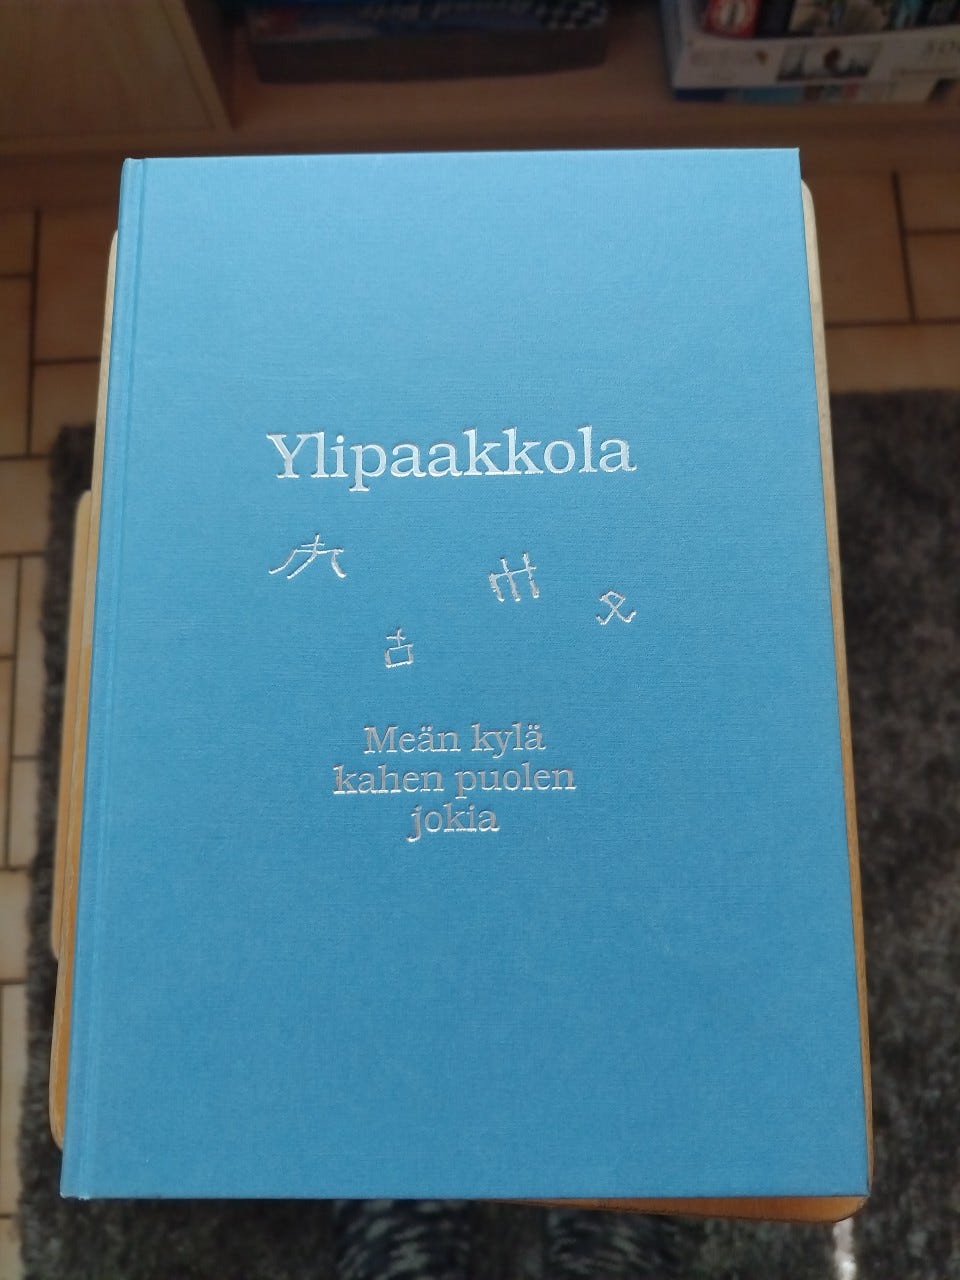 Ylipaakkola
Meän kylä
kahen puolen
jokia